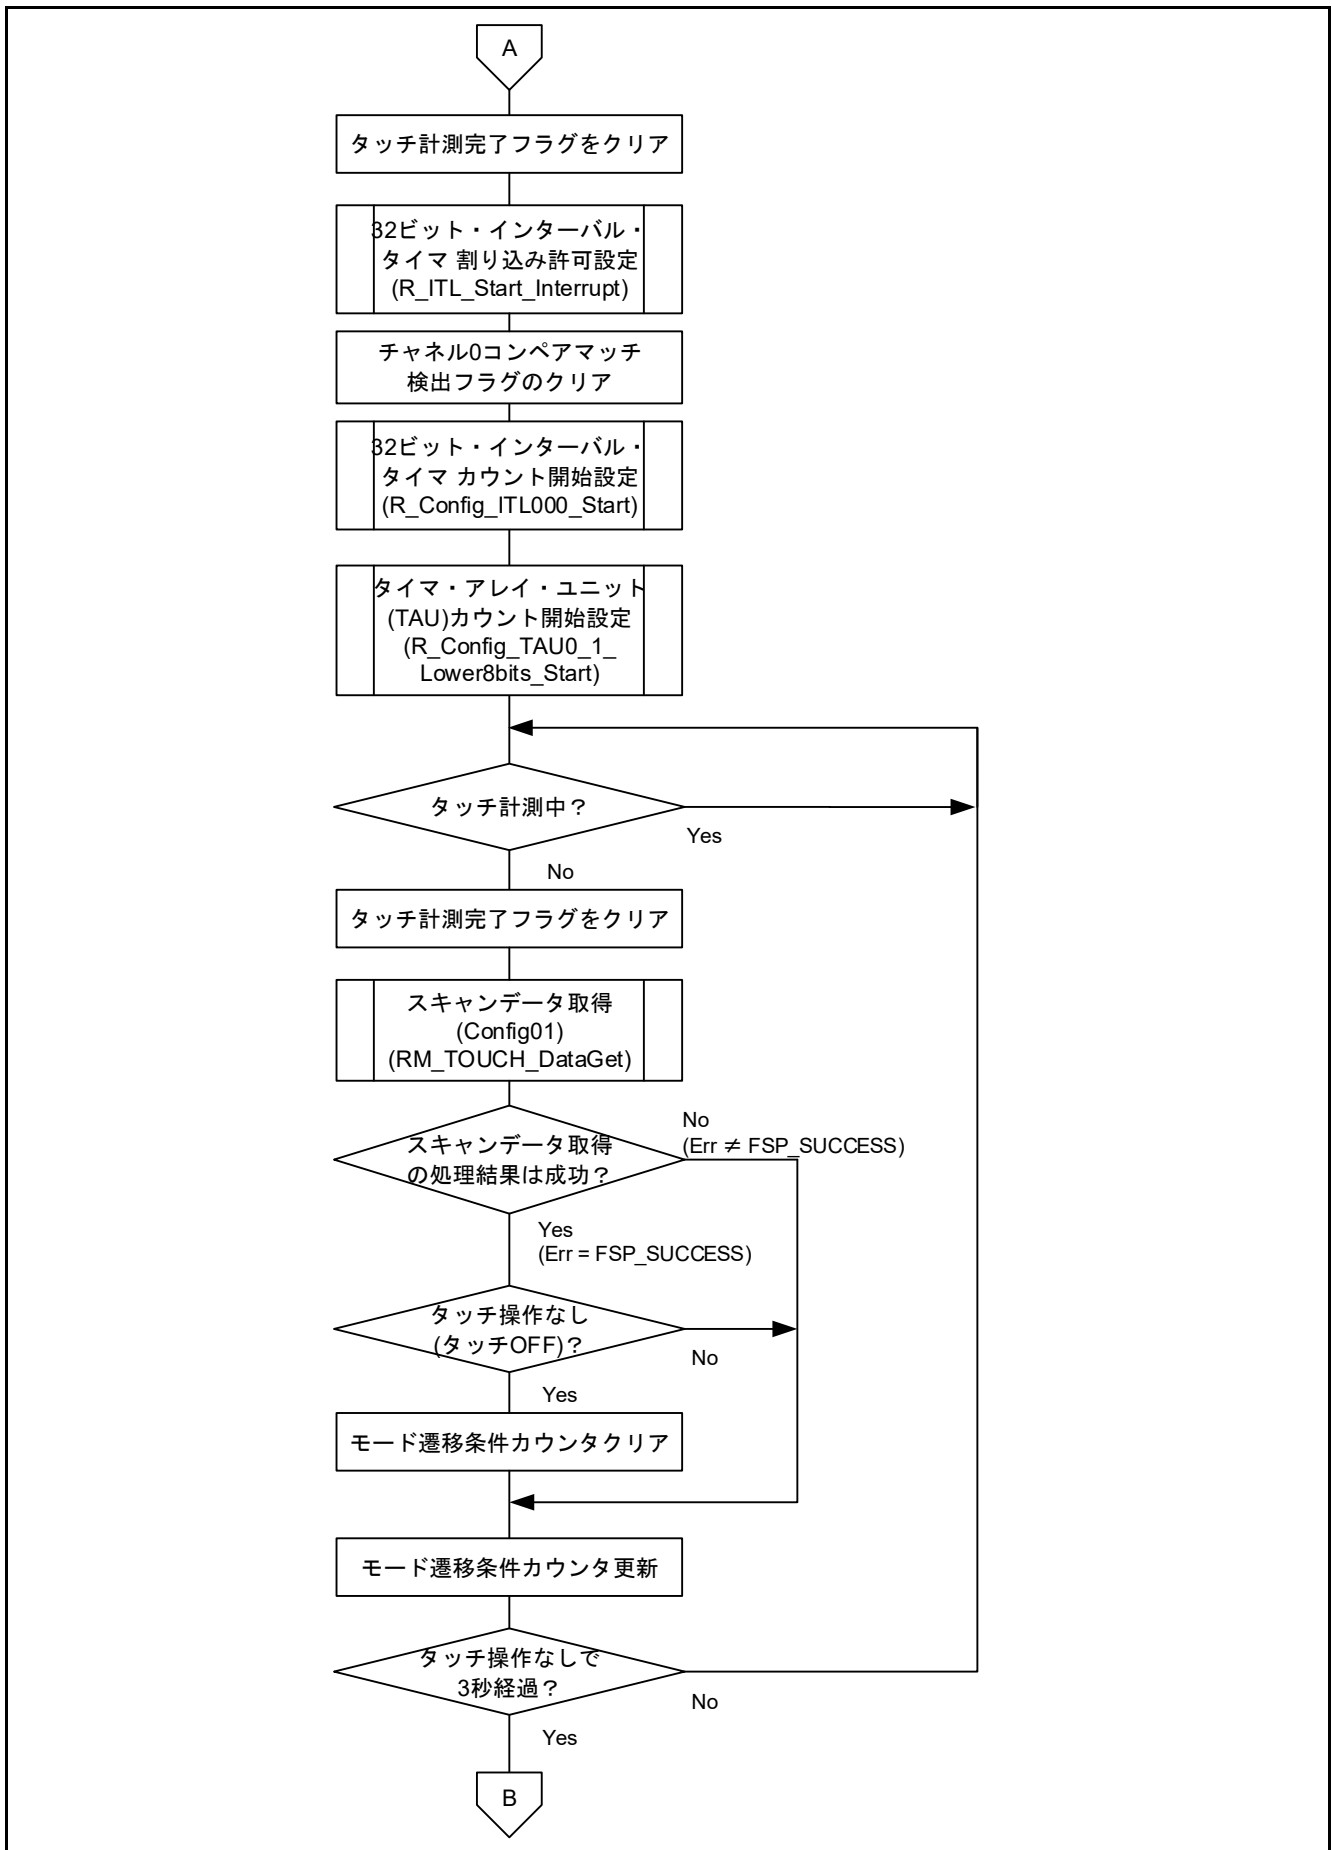 A
タッチ計測完了フラグをクリア
32ビット・インターバル・
タイマ 割り込み許可設定
(R_ITL_Start_Interrupt)
チャネル0コンペアマッチ
検出フラグのクリア
32ビット・インターバル・
タイマ カウント開始設定
(R_Config_ITL000_Start)
タイマ・アレイ・ユニット
(TAU)カウント開始設定
(R_Config_TAU0_1_
Lower8bits_Start)
タッチ計測中？
Yes
No
タッチ計測完了フラグをクリア
スキャンデータ取得
(Config01)
(RM_TOUCH_DataGet)
スキャンデータ取得
の処理結果は成功？
No
(Err ≠ FSP_SUCCESS)
Yes
(Err = FSP_SUCCESS)
タッチ操作なし
(タッチOFF)？
No
Yes
モード遷移条件カウンタクリア
モード遷移条件カウンタ更新
タッチ操作なしで
3秒経過？
No
Yes
B